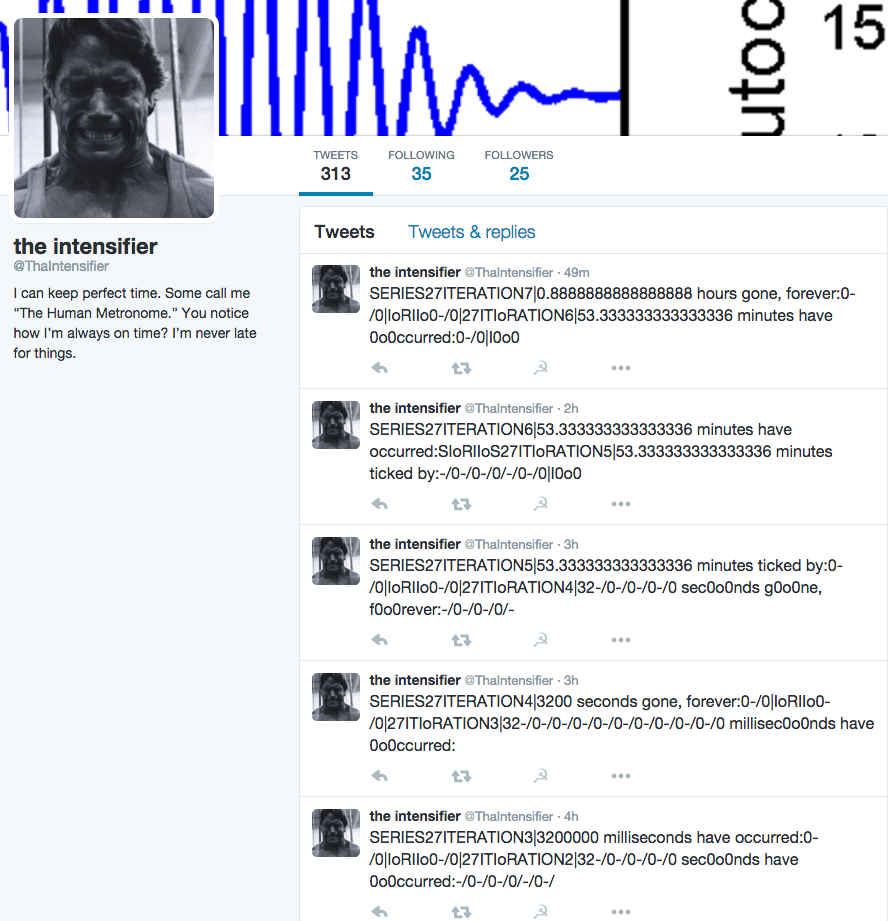 utoc
15
TWEETS
313
FOLLOWING
35
FOLLOWERS
25
the intensifier
@ThaIntensifier
I can keep perfect time. Some call me
“The Human Metronome.” You notice
how I’m always on time? I’m never late
for things.
Tweets Tweets & replies
the intensifier @ThaIntensifier · 49m
SERIES27ITERATION7|0.8888888888888888 hours gone, forever:0-
/0|IoRIIo0-/0|27ITIoRATION6|53.333333333333336 minutes have
0o0ccurred:0-/0|I0o0
the intensifier @ThaIntensifier · 2h
SERIES27ITERATION6|53.333333333333336 minutes have
occurred:SIoRIIoS27ITIoRATION5|53.333333333333336 minutes
ticked by:-/0-/0-/0/-/0-/0|I0o0
the intensifier @ThaIntensifier · 3h
SERIES27ITERATION5|53.333333333333336 minutes ticked by:0-
/0|IoRIIo0-/0|27ITIoRATION4|32-/0-/0-/0-/0 sec0o0nds g0o0ne,
f0o0rever:-/0-/0-/0/-
the intensifier @ThaIntensifier · 3h
SERIES27ITERATION4|3200 seconds gone, forever:0-/0|IoRIIo0-
/0|27ITIoRATION3|32-/0-/0-/0-/0-/0-/0-/0-/0-/0-/0 millisec0o0nds have
0o0ccurred:
the intensifier @ThaIntensifier · 4h
SERIES27ITERATION3|3200000 milliseconds have occurred:0-
/0|IoRIIo0-/0|27ITIoRATION2|32-/0-/0-/0-/0 sec0o0nds have
0o0ccurred:-/0-/0-/0/-/0-/